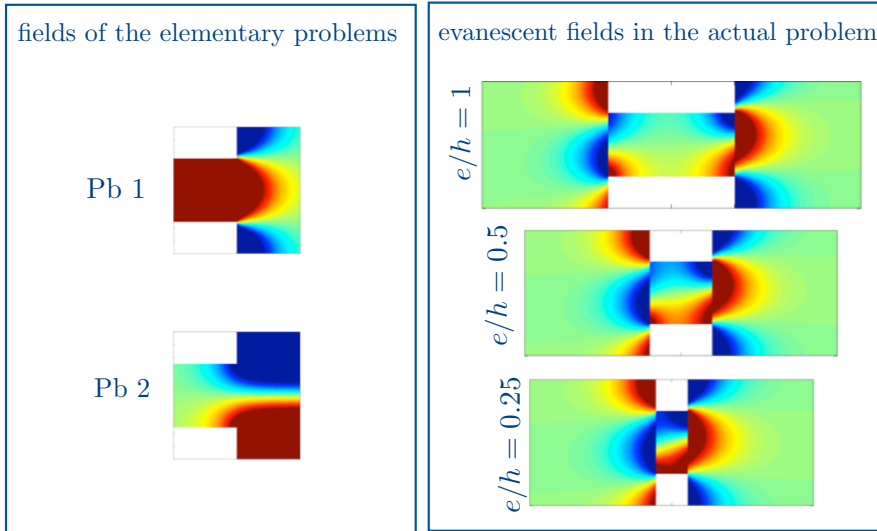 fields of the elementary problems
Pb 1
Pb 2
evanescent fields in the actual problem
e/h = 1
e/h = 0.5
e/h = 0.25